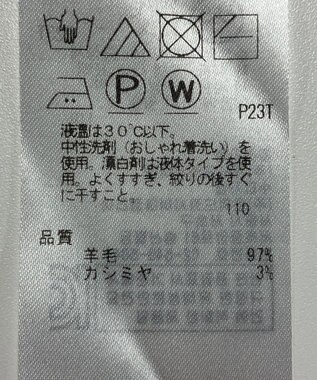 P W
P23T
液温は30℃以下。
中性洗剤(おしゃれ着洗い)を
使用。漂白剤は液体タイプを使
用。よくすすぎ、絞りの後すぐ
に干すこと。
110
品質
羊毛 97%
カシミヤ 3%